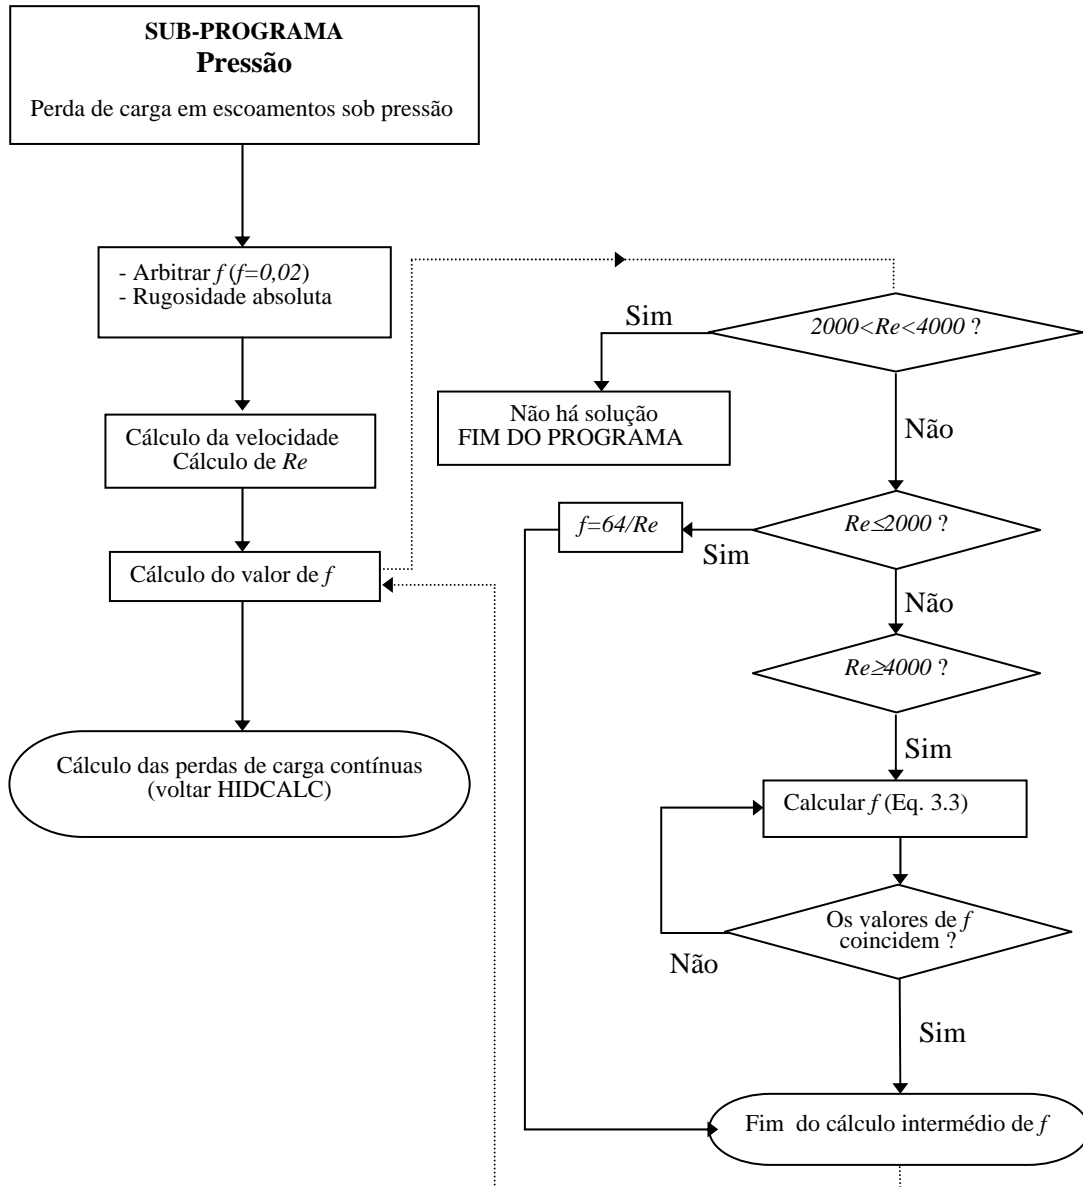 SUB-PROGRAMA
Pressão
Perda de carga em escoamentos sob pressão
- Arbitrar f (f=0,02)
- Rugosidade absoluta
Cálculo da velocidade
Cálculo de Re
Cálculo do valor de f
Cálculo das perdas de carga contínuas
(voltar HIDCALC)
2000<Re<4000 ?
Sim
Não há solução
FIM DO PROGRAMA
Não
Re≤2000 ?
Sim
f=64/Re
Não
Re≥4000 ?
Sim
Calcular f (Eq. 3.3)
Os valores de f
coincidem ?
Não
Sim
Fim do cálculo intermédio de f